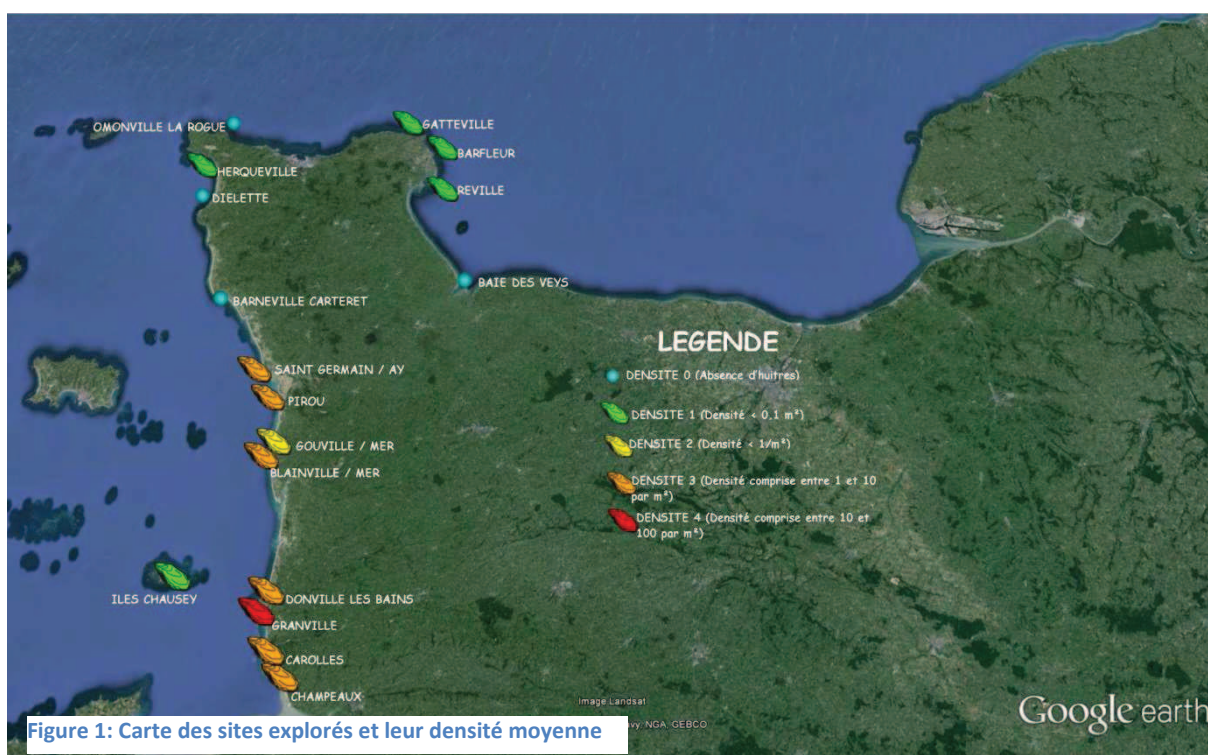 OMONVILLE LA ROGUE
GATTEVILLE
BARFLEUR
HERQUEVILLE
REVILLE
DIELETTE
BAIE DES VEYS
BARNEVILLE CARTERET
LEGENDE
SAINT GERMAIN / AY
DENSITE 0 (Absence d'huitres)
PIROU
DENSITE 1 (Densité < 0.1 m²)
GOUVILLE / MER
DENSITE 2 (Densité < 1/m²)
BLAINVILLE / MER
DENSITE 3 (Densité comprise entre 1 et 10
par m²)
DENSITE 4 (Densité comprise entre 10 et
100 par m²)
ILES CHAUSEY
DONVILLE LES BAINS
GRANVILLE
CAROLLES
CHAMPEAUX
Image Landsat
Google earth
NGA, GEBCO
Figure 1: Carte des sites explorés et leur densité moyenne